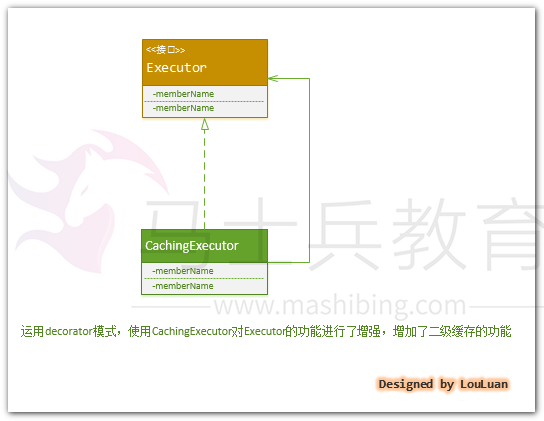 <<接口>>
Executor
-memberName
-memberName
马士兵教育
CachingExecutor
-memberName
-memberName
www.mashibing.com
运用decorator模式，使用CachingExecutor对Executor的功能进行了增强，增加了二级缓存的功能
Designed by LouLuan